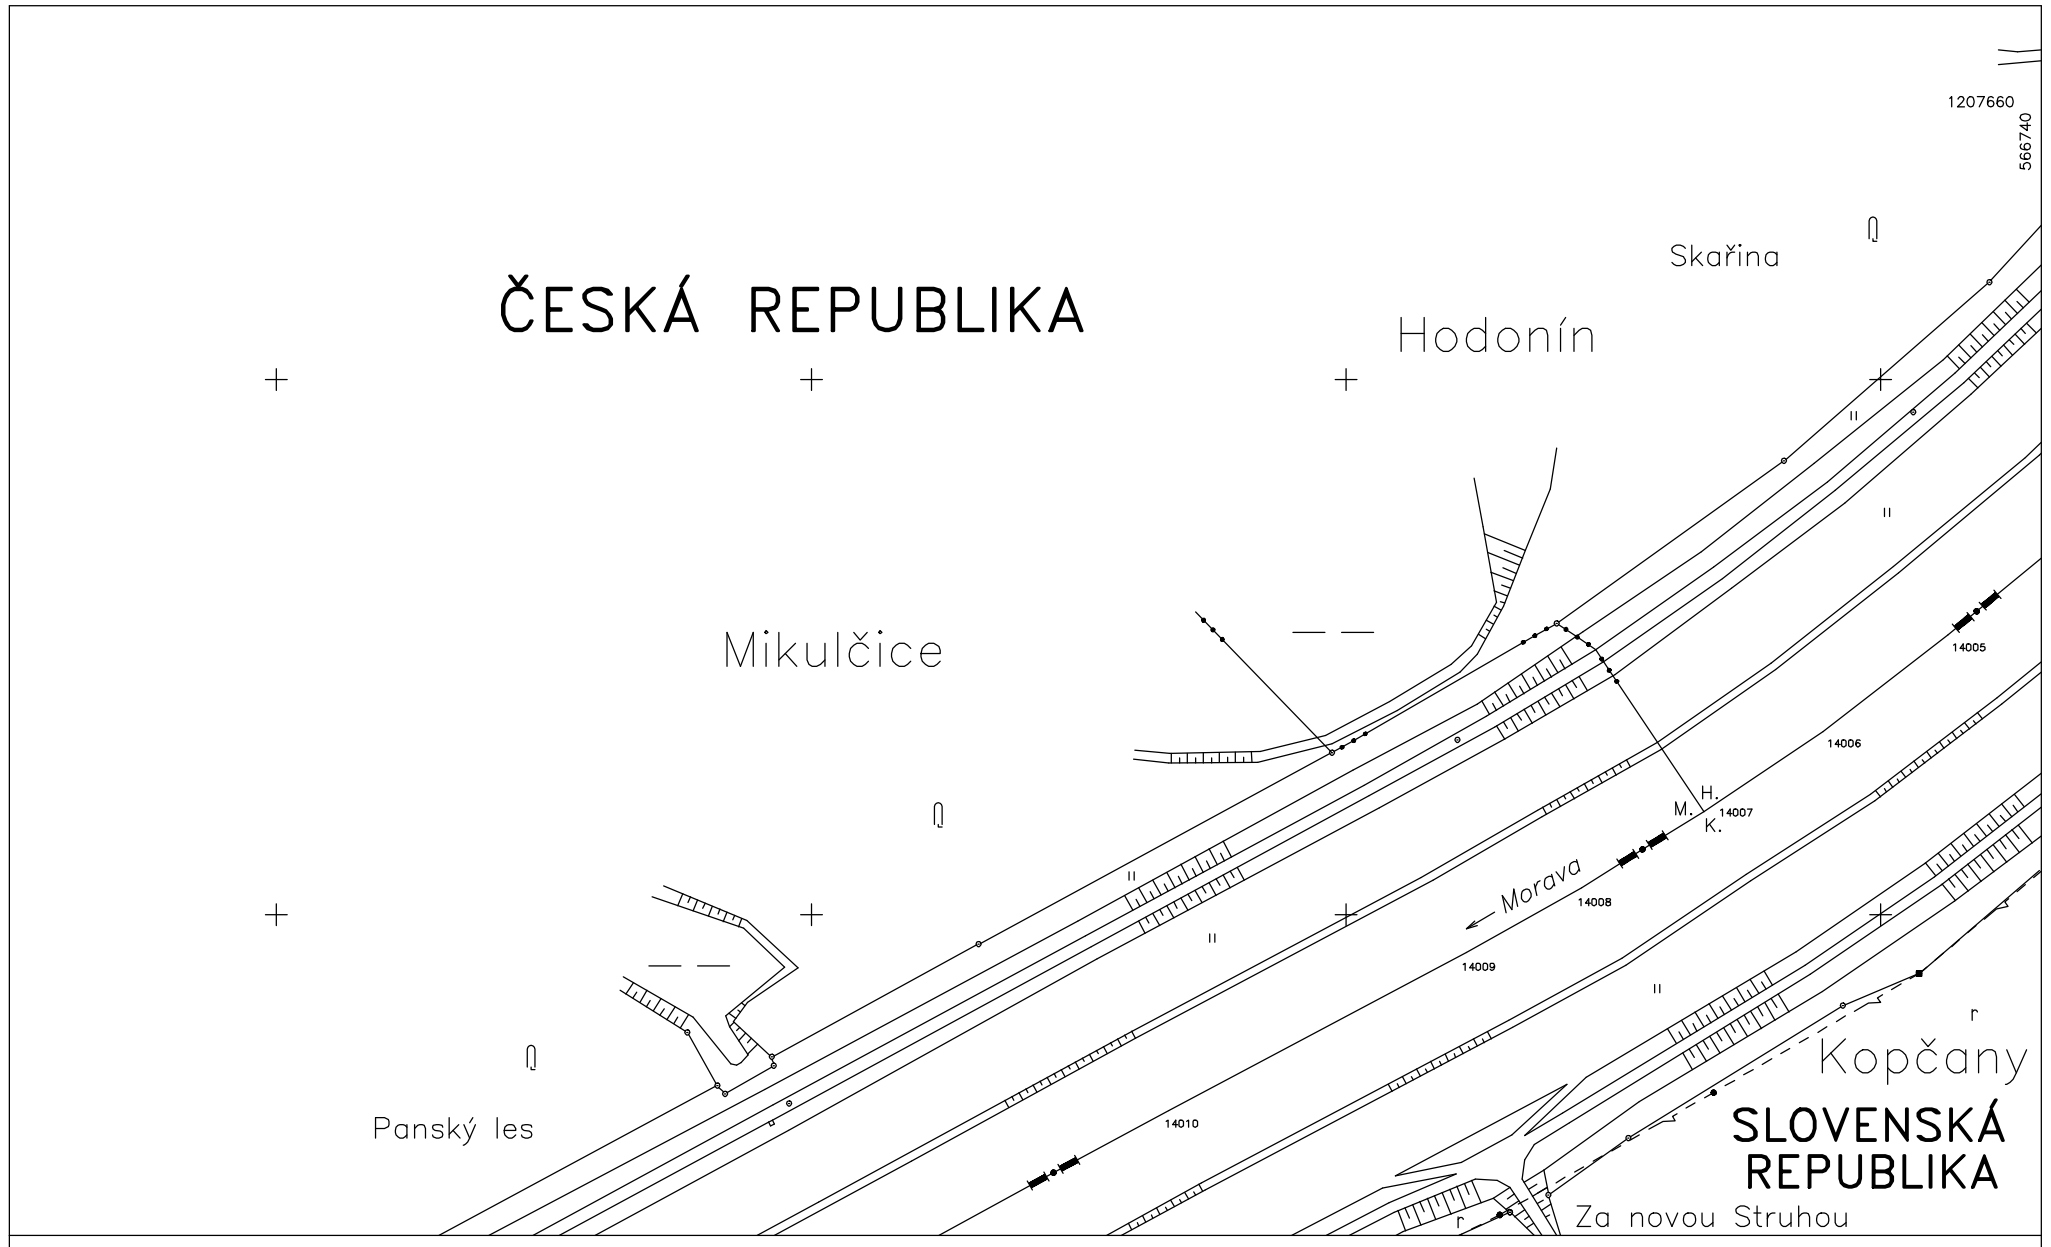 1207660
566740
Skařina
ČESKÁ REPUBLIKA
Hodonín
Mikulčice
14005
14006
H.
M.
14007
K.
Morava
14008
14009
r
Kopčany
Panský les
14010
SLOVENSKÁ
REPUBLIKA
Za novou Struhou
r